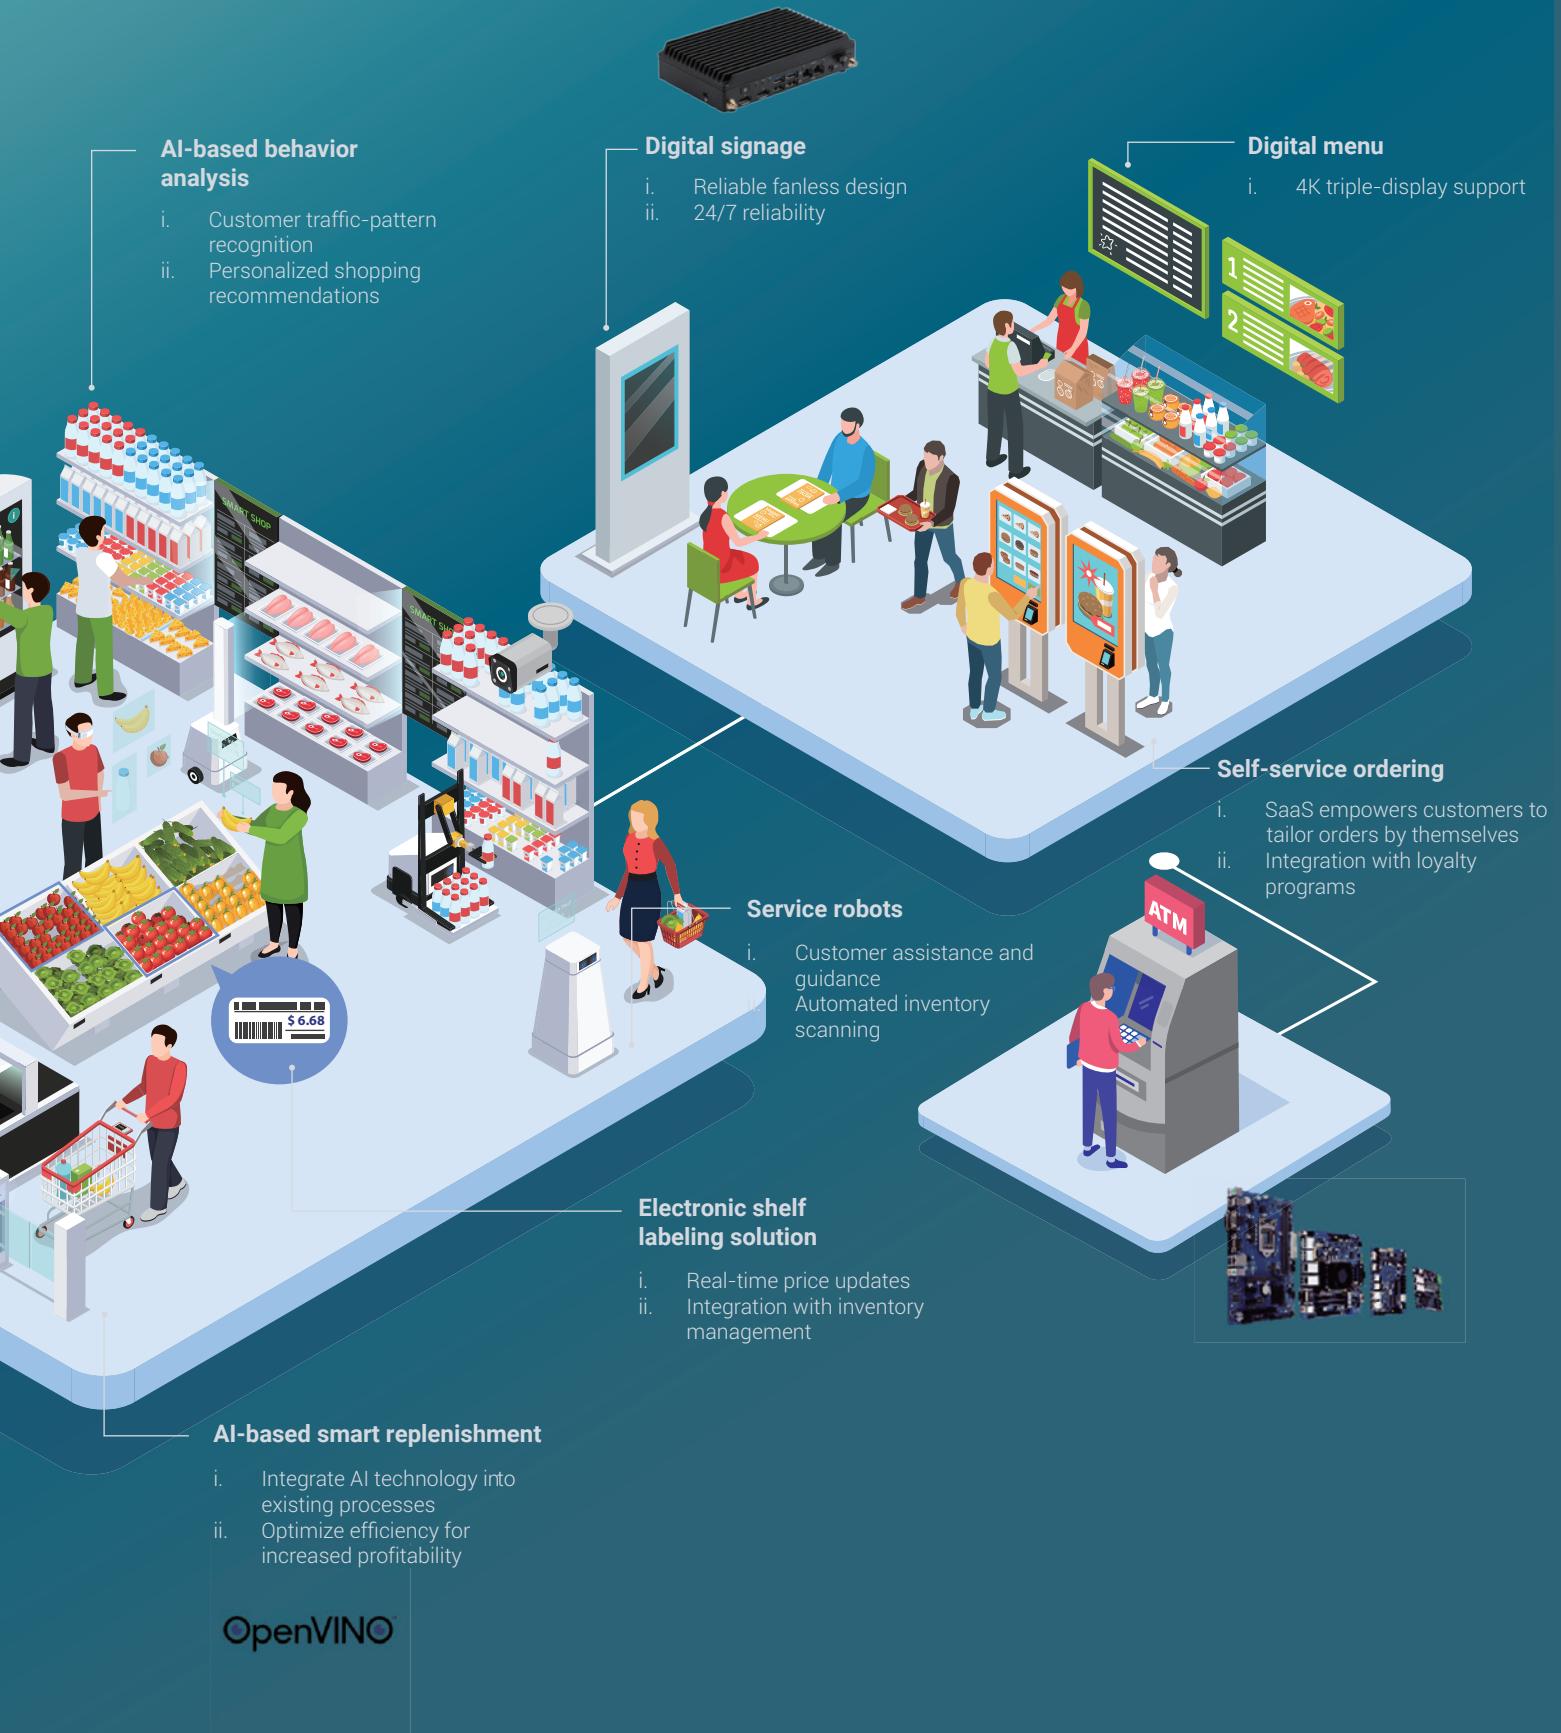 AI-based behavior
analysis
i. Customer traffic-pattern
recognition
ii. Personalized shopping
recommendations
Digital signage
i. Reliable fanless design
ii. 24/7 reliability
Digital menu
i. 4K triple-display support
1
2
SMART SHOP
SMART SHO
Self-service ordering
i. SaaS empowers customers to
tailor orders by themselves
ii. Integration with loyalty
programs
ATM
Service robots
i. Customer assistance and
guidance
ii. Automated inventory
scanning
$ 6.68
Electronic shelf
labeling solution
i. Real-time price updates
ii. Integration with inventory
management
AI-based smart replenishment
i. Integrate AI technology into
existing processes
ii. Optimize efficiency for
increased profitability
OpenVINO